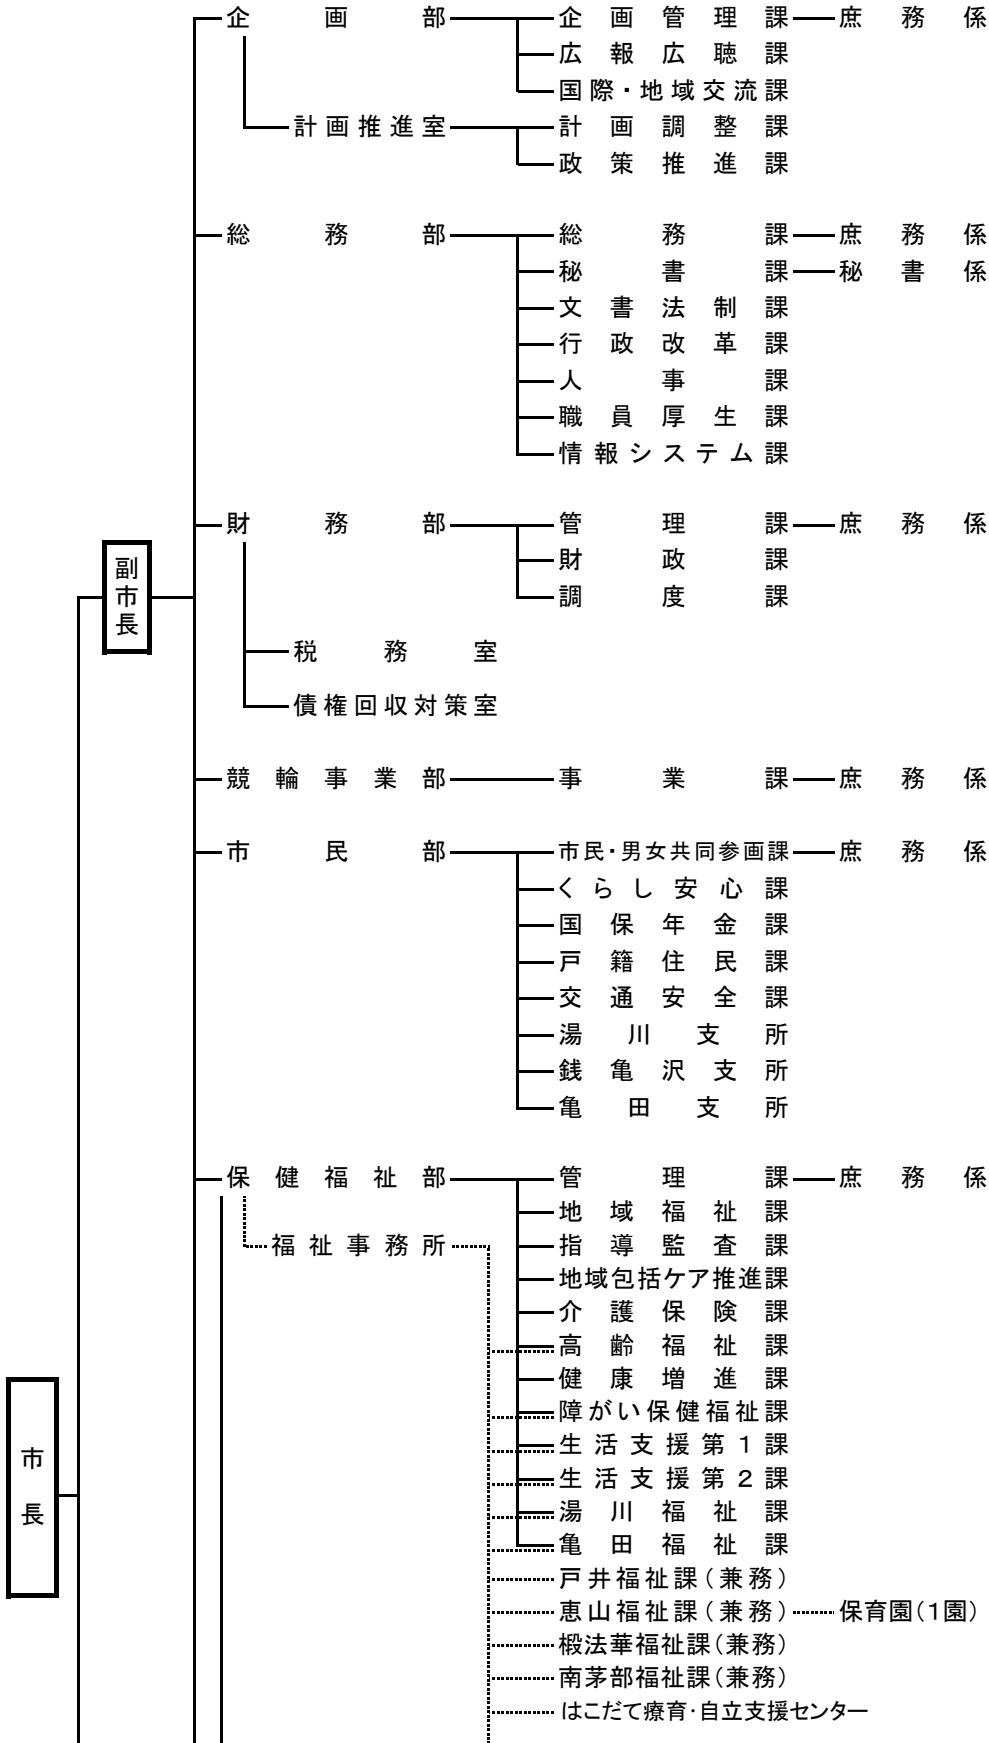 企画部 企画管理課 庶務係
広報広聴課
国際・地域交流課
計画推進室 計画調整課
政策推進課
総務部 総務課 庶務係
秘書課 秘書係
文書法制課
行政改革課
人事課
職員厚生課
情報システム課
財務部 管理課 庶務係
財政課
調度課
副市長
税務室
債権回収対策室
競輪事業部 事業課 庶務係
市民部 市民・男女共同参画課 庶務係
くらし安心課
国保年金課
戸籍住民課
交通安全課
湯川支所
銭亀沢支所
亀田支所
保健福祉部 管理課 庶務係
地域福祉課
福祉事務所 指導監査課
地域包括ケア推進課
介護保険課
高齢福祉課
健康増進課
障がい保健福祉課
生活支援第1課
生活支援第2課
市長
湯川福祉課
亀田福祉課
戸井福祉課(兼務)
恵山福祉課(兼務) 保育園(1園)
椴法華福祉課(兼務)
南茅部福祉課(兼務)
はこだて療育・自立支援センター